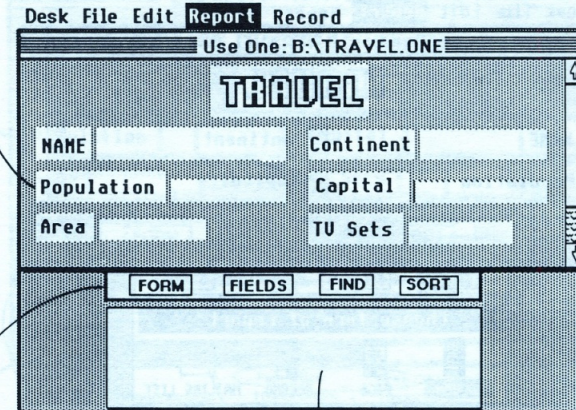 Desk File Edit Report Record
Use One: B:\TRAVEL.ONE
TRAVEL
NAME Continent
Population Capital
Area TV Sets
FORM FIELDS FIND SORT